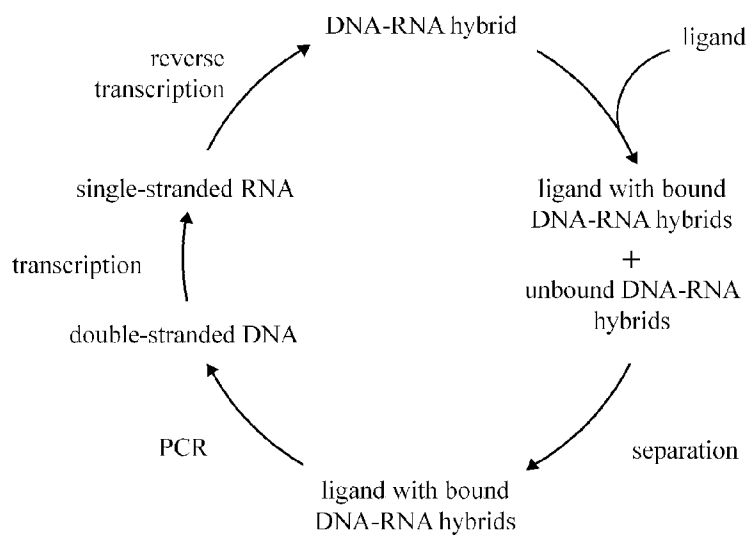 DNA-RNA hybrid
ligand
ligand with bound
DNA-RNA hybrids
+
unbound DNA-RNA
hybrids
separation
ligand with bound
DNA-RNA hybrids
PCR
double-stranded DNA
transcription
single-stranded RNA
reverse
transcription